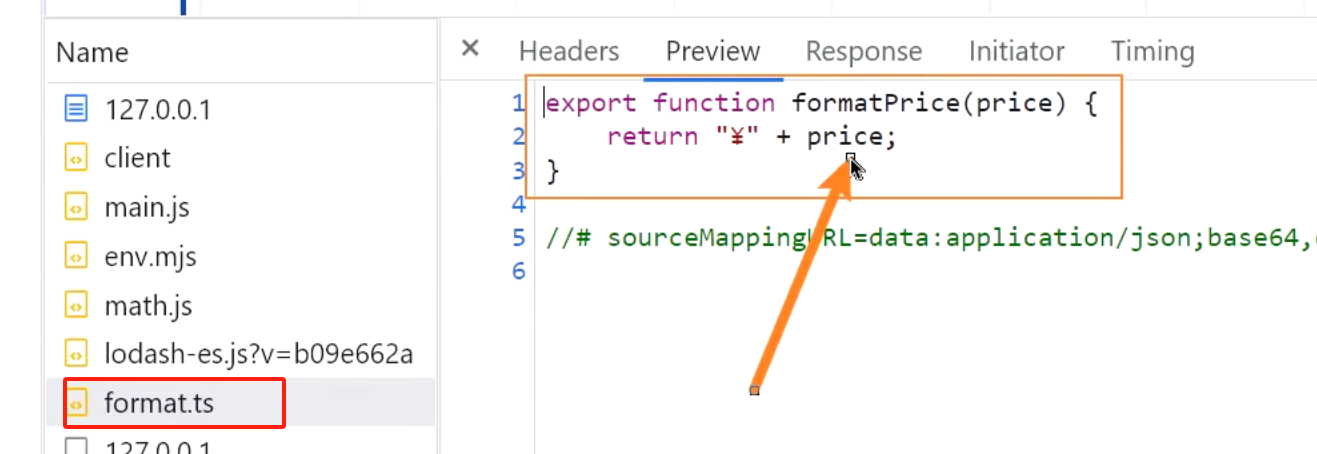 Name
127.0.0.1
client
main.js
env.mjs
math.js
lodash-es.js?v=b09e662a
format.ts
127.0.0.1
Headers Preview Response Initiator Timing
1 export function formatPrice(price) {
2 return "¥" + price;
3 }
4
5 //# sourceMappingURL=data:application/json;base64,
6